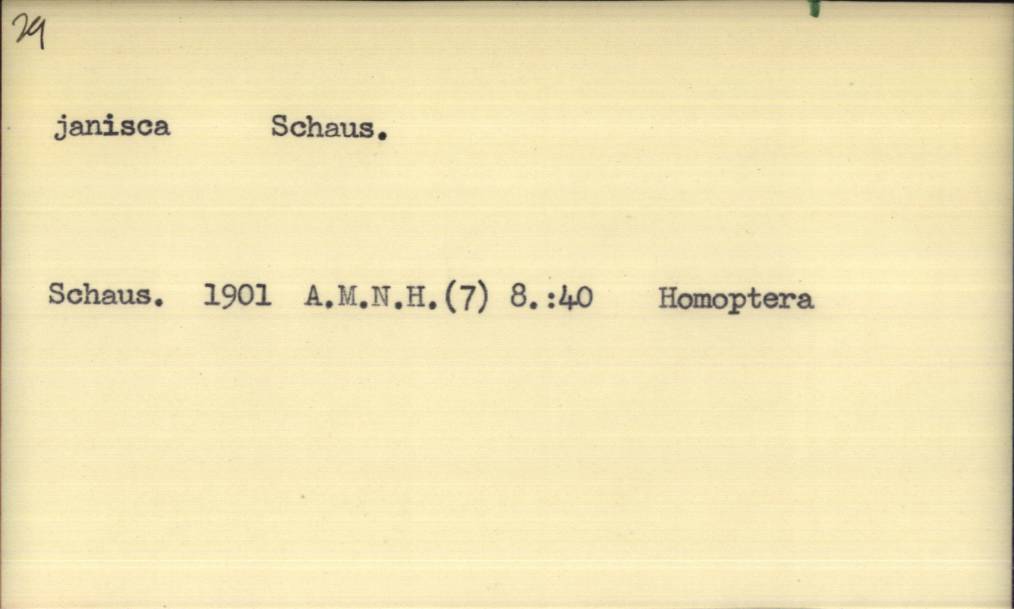 29
janisca Schaus.
Schaus. 1901 A.M.N.H.(7) 8.:40 Homoptera